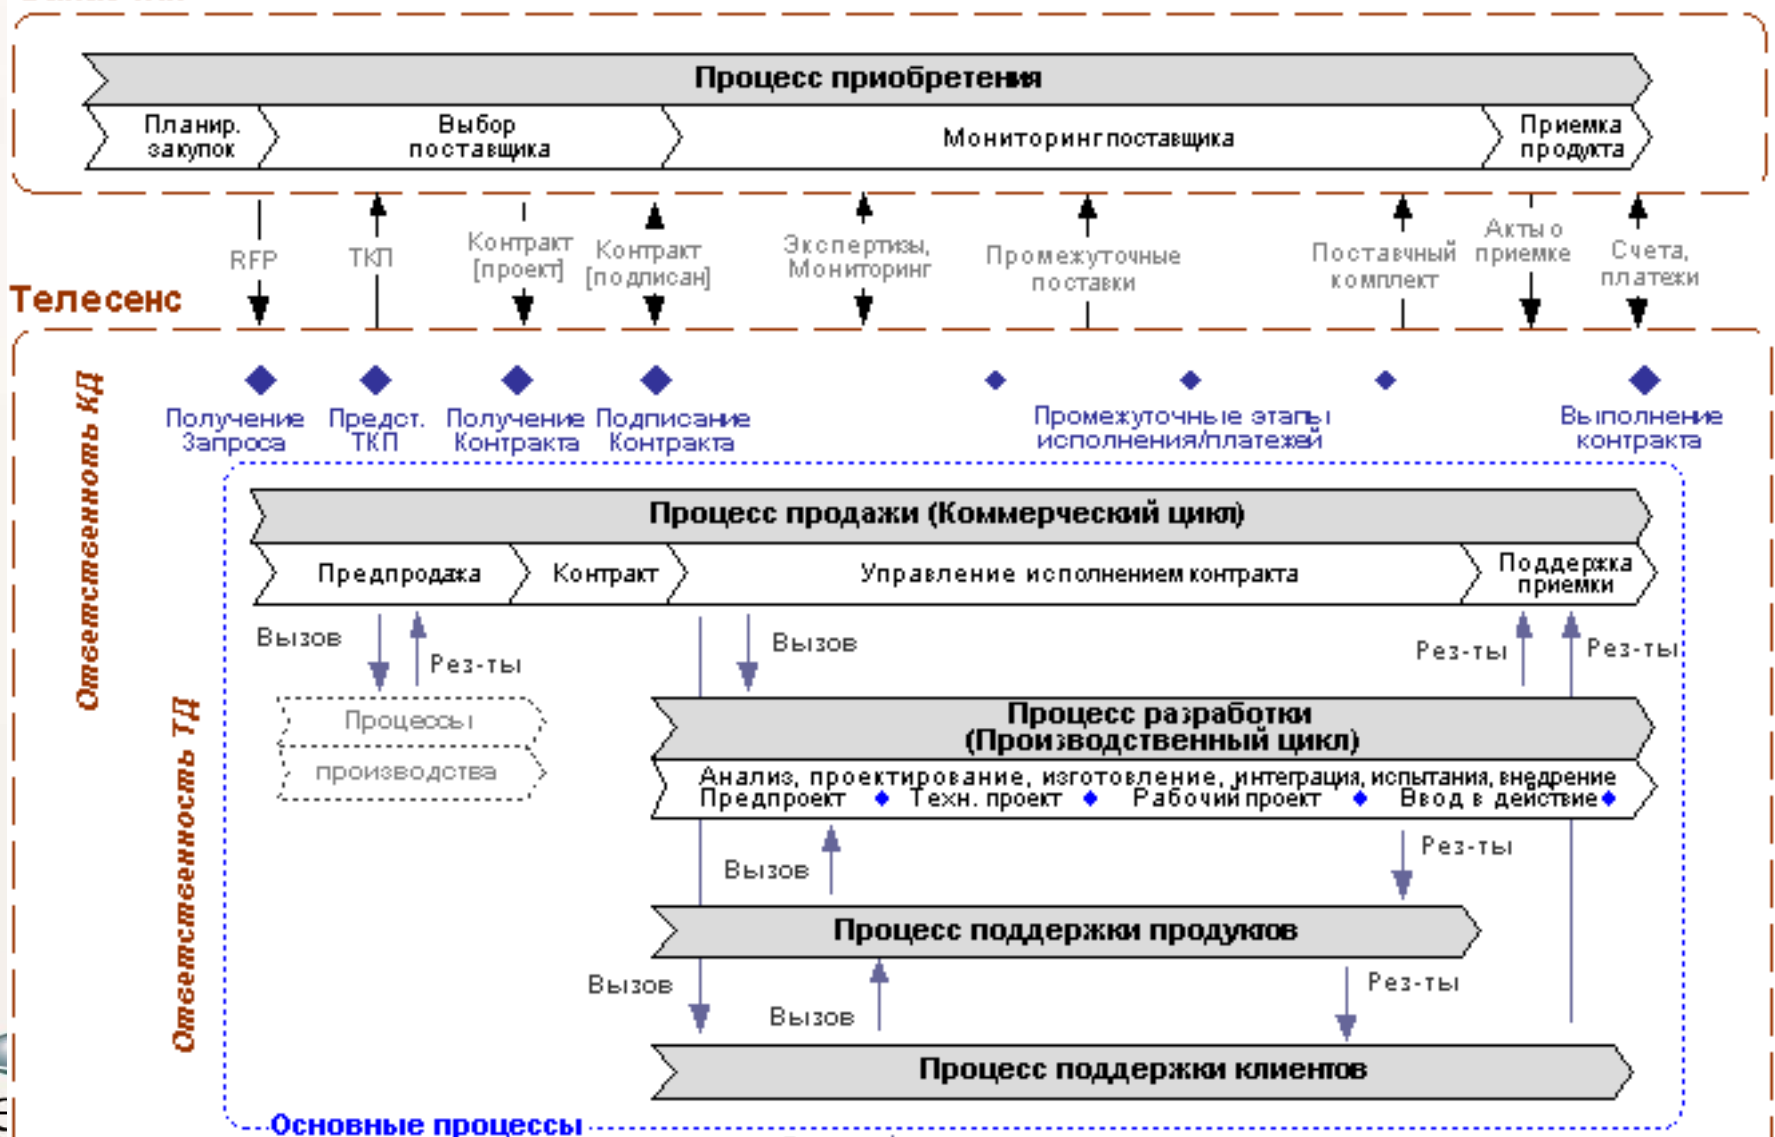 Процесс приобретения
Планир.
закупок
Выбор
поставщика
Мониторинг поставщика
Приемка
продукта
RFP
ТКП
Контракт
[проект]
Контракт
[подписан]
Экспертизы,
Мониторинг
Промежуточные
поставки
Поставчный
комплект
Акты о
приемке
Счета,
платежи
Телесенс
Ответственноть КД
Получение
Запроса
Предст.
ТКП
Получение
Контракта
Подписание
Контракта
Промежуточные этапы
исполнения/платежей
Выполнение
контракта
Процесс продажи (Коммерческий цикл)
Предпродажа
Контракт
Управление исполнением контракта
Поддержка
приемки
Вызов
Рез-ты
Вызов
Рез-ты
Рез-ты
Ответственность ТД
Процессы
производства
Процесс разработки
(Производственный цикл)
Анализ, проектирование, изготовление, интеграция, испытания, внедрение
Предпроект
Техн. проект
Рабочий проект
Ввод в действие
Вызов
Рез-ты
Процесс поддержки продуктов
Вызов
Вызов
Рез-ты
Процесс поддержки клиентов
Основные процессы